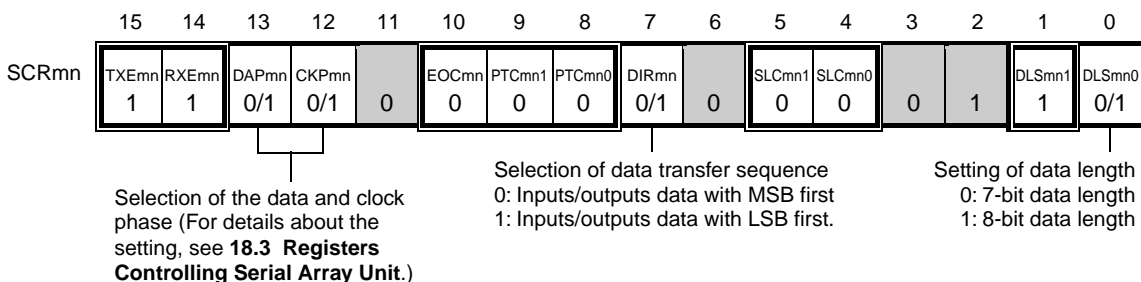 15 14 13 12 11 10 9 8 7 6 5 4 3 2 1 0
SCRmn TXEmn RXEmn DAPmn CKPmn EOCmn PTCmn1 PTCmn0 DIRmn SLCmn1 SLCmn0 DLSmn1 DLSmn0
1 1 0/1 0/1 0 0 0 0 0/1 0 0 0 0 1 1 0/1
Selection of the data and clock
phase (For details about the
setting, see 18.3 Registers
Controlling Serial Array Unit.)
Selection of data transfer sequence
0: Inputs/outputs data with MSB first
1: Inputs/outputs data with LSB first.
Setting of data length
0: 7-bit data length
1: 8-bit data length